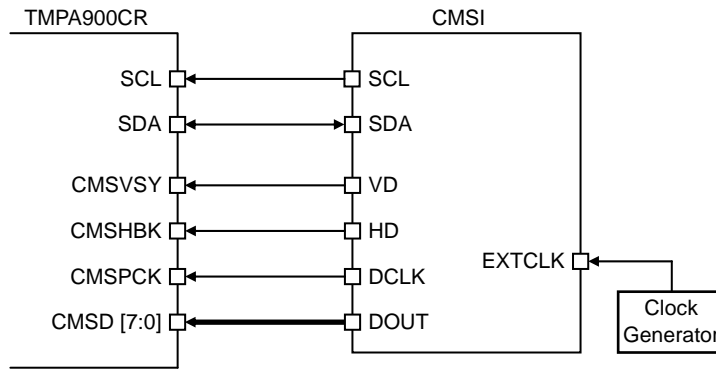 TMPA900CR
CMSI
SCL
SCL
SDA
SDA
CMSVSY
VD
CMSHBK
HD
EXTCLK
CMSPCK
DCLK
CMSD [7:0]
DOUT
Clock
Generator